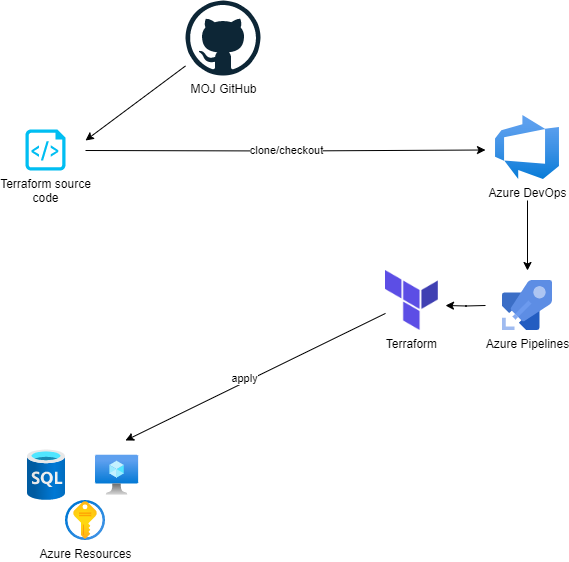 MOJ GitHub
clone/checkout
Terraform source
code
Azure DevOps
Terraform
Azure Pipelines
apply
SQL
Azure Resources